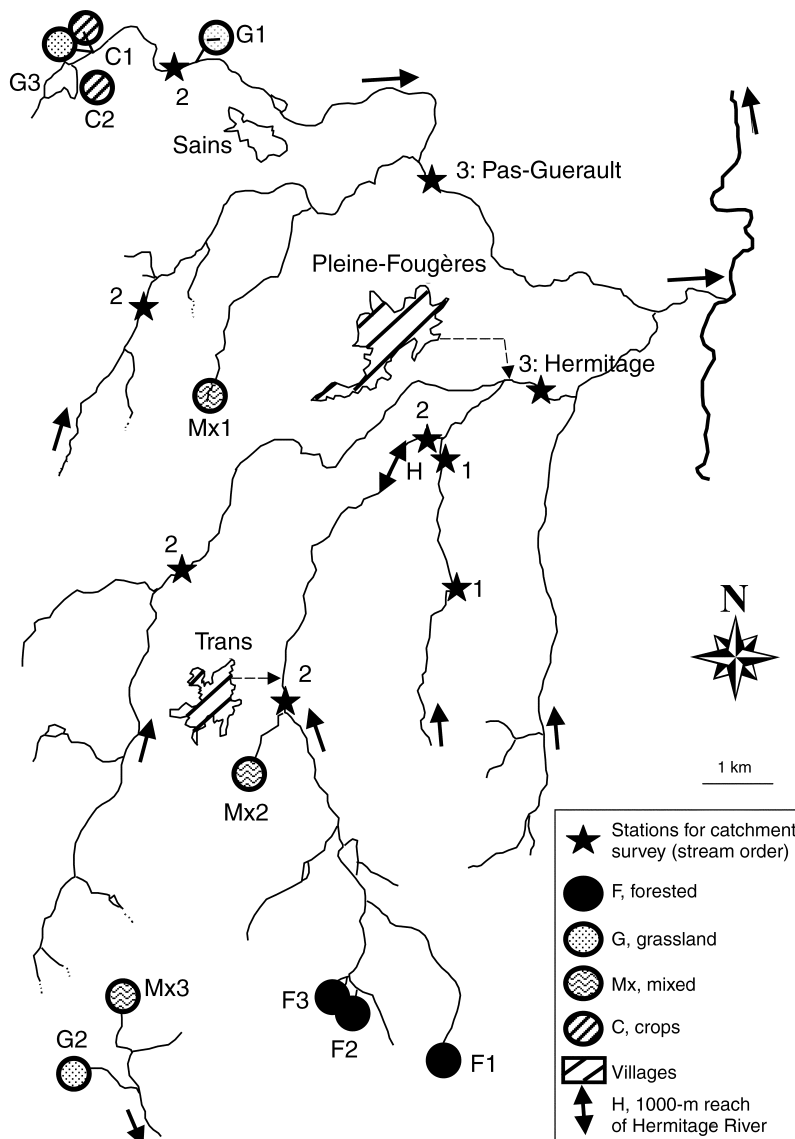 G1
C1
G3
C2
2
Sains
3: Pas-Guerault
Pleine-Fougères
2
3: Hermitage
Mx1
2
H
1
2
1
N
Trans
2
1 km
Mx2
Stations for catchment
survey (stream order)
F, forested
G, grassland
Mx, mixed
C, crops
Villages
H, 1000-m reach
of Hermitage River
Mx3
F3
F2
G2
F1